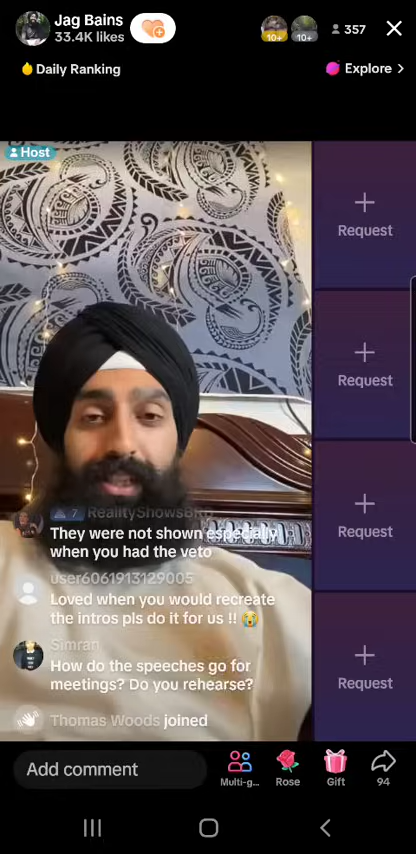 Jag Bains
33.4K likes
10+
10+
357
Daily Ranking
Explore >
Host
+
Request
+
Request
+
Request
+
Request
7 RealityShowsBRD
They were not shown especially
when you had the veto
user6061913129005
Loved when you would recreate
the intros pls do it for us !! 😭
Simran
How do the speeches go for
meetings? Do you rehearse?
Thomas Woods joined
Add comment
Multi-g...
Rose
Gift
94